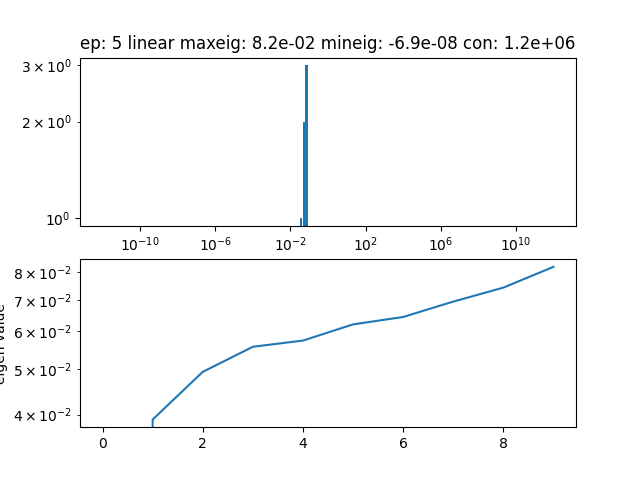 ep: 5 linear maxeig: 8.2e-02 mineig: -6.9e-08 con: 1.2e+06
3 × 10⁰
2 × 10⁰
10⁰
10⁻¹⁰ 10⁻⁶ 10⁻² 10² 10⁶ 10¹⁰
8 × 10⁻²
7 × 10⁻²
6 × 10⁻²
5 × 10⁻²
4 × 10⁻²
eigen value
0 2 4 6 8